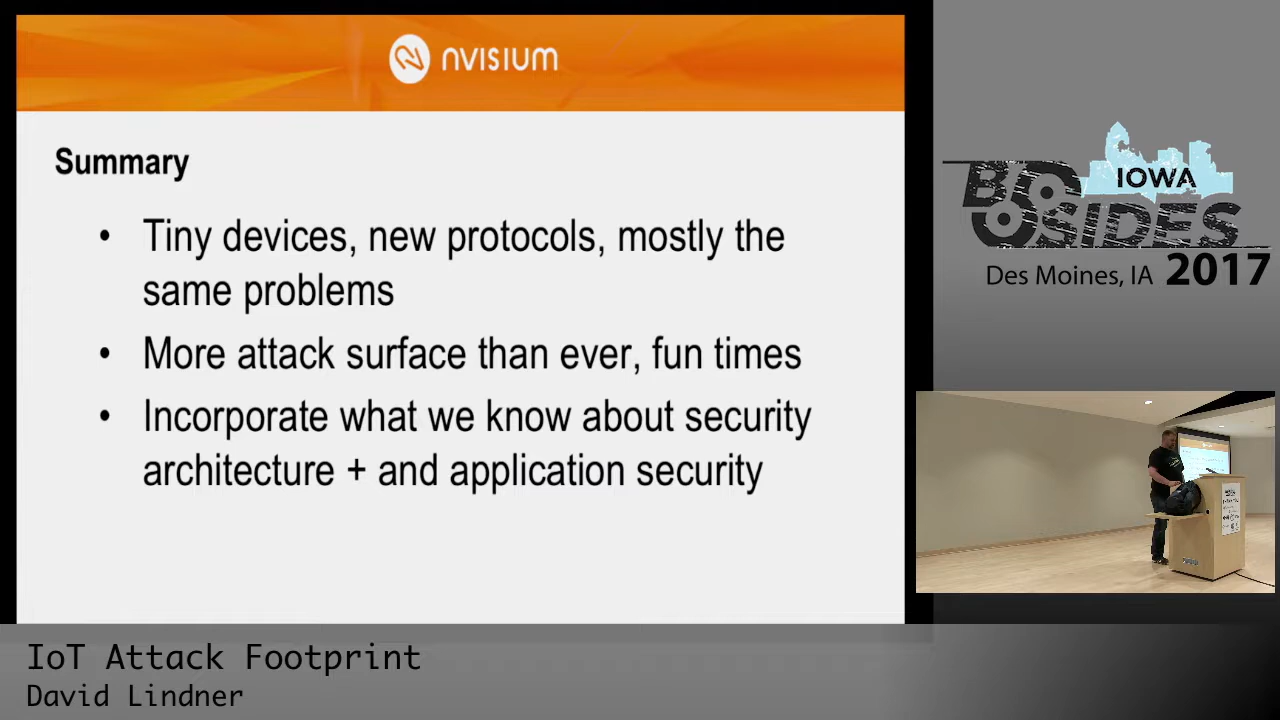 nVISIUM
Summary
• Tiny devices, new protocols, mostly the
same problems
• More attack surface than ever, fun times
• Incorporate what we know about security
architecture + and application security
IOWA
BSIDES
Des Moines, IA 2017
IoT Attack Footprint
David Lindner